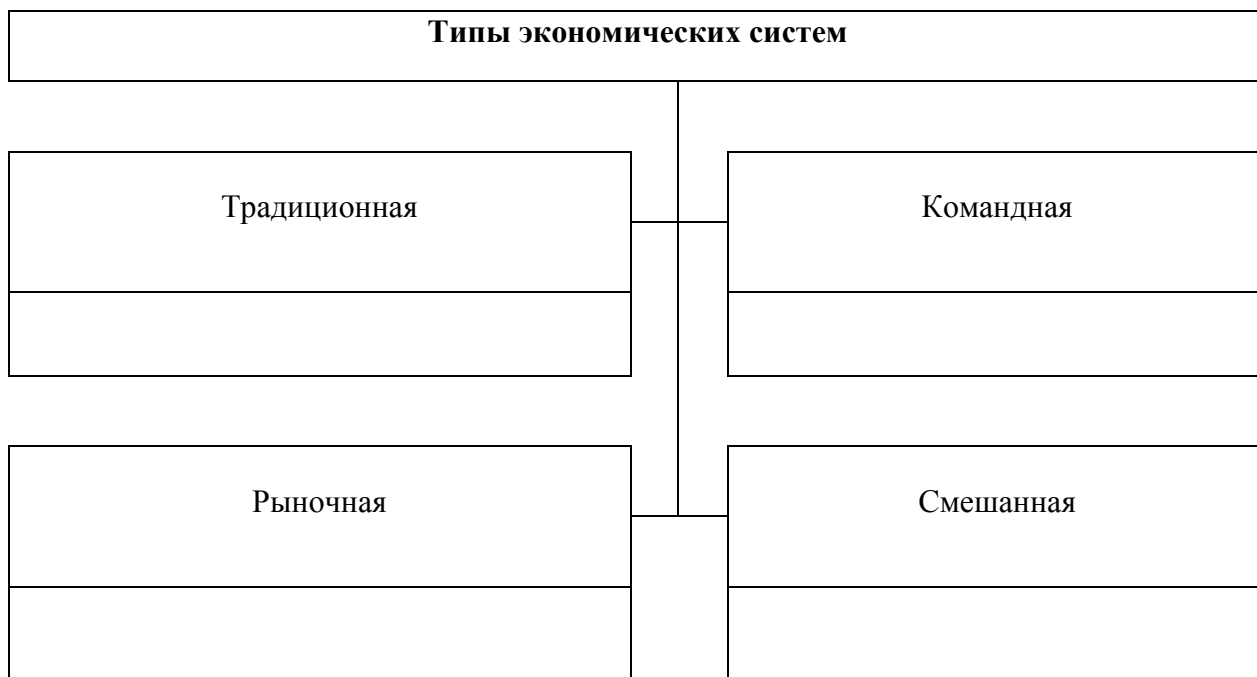 Типы экономических систем
Традиционная
Командная
Рыночная
Смешанная